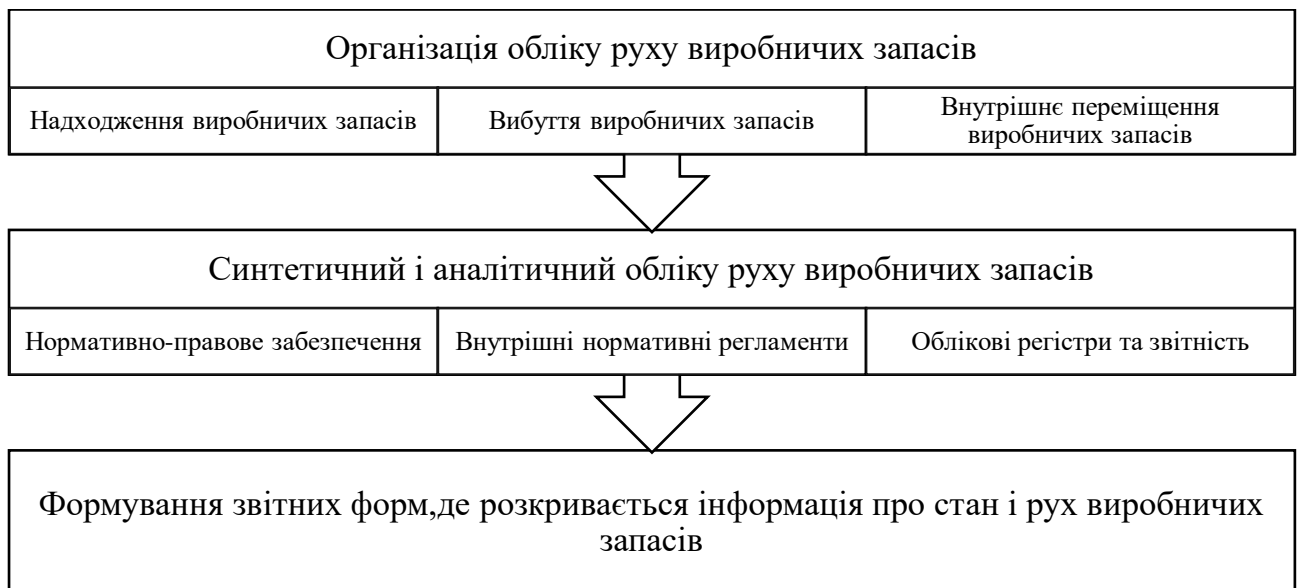 Організація обліку руху виробничих запасів
Надходження виробничих запасів
Вибуття виробничих запасів
Внутрішнє переміщення
виробничих запасів
Синтетичний і аналітичний обліку руху виробничих запасів
Нормативно-правове забезпечення
Внутрішні нормативні регламенти
Облікові регістри та звітність
Формування звітних форм,де розкривається інформація про стан і рух виробничих
запасів